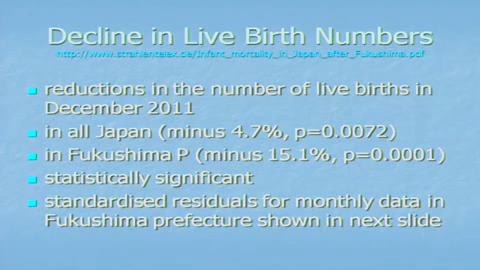 Decline in Live Birth Numbers
http://www.strahlentelex.de/Infant_mortality_in_Japan_after_Fukushima.pdf
reductions in the number of live births in
December 2011
in all Japan (minus 4.7%, p=0.0072)
in Fukushima P (minus 15.1%, p=0.0001)
statistically significant
standardised residuals for monthly data in
Fukushima prefecture shown in next slide